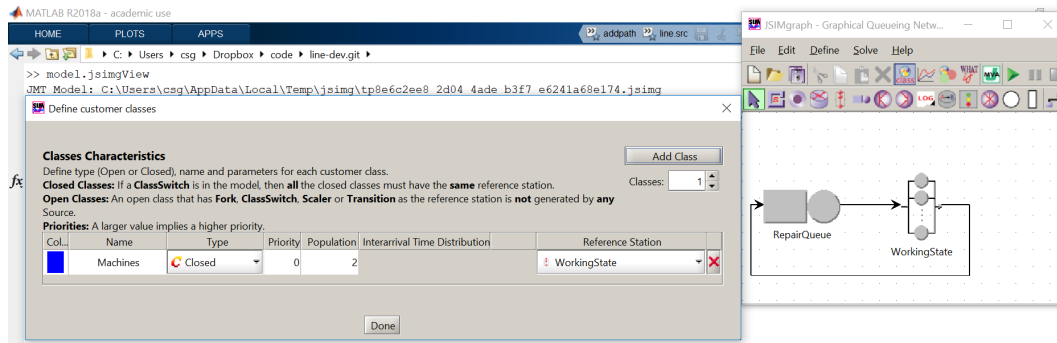 MATLAB R2018a - academic use
HOME PLOTS APPS
addpath line.src
C: Users csg Dropbox code line-dev.git
>> model.jsimgView
JMT Model: C:\Users\csg\AppData\Local\Temp\jsimg\tp8e6c2ee8_2d04_4ade_b3f7_e6241a68e174.jsimg
fx
Define customer classes
Classes Characteristics
Define type (Open or Closed), name and parameters for each customer class.
Closed Classes: If a ClassSwitch is in the model, then all the closed classes must have the same reference station.
Open Classes: An open class that has Fork, ClassSwitch, Scaler or Transition as the reference station is not generated by any
Source.
Priorities: A larger value implies a higher priority.
Add Class
Classes: 1
Col... Name Type Priority Population Interarrival Time Distribution Reference Station
Machines Closed 0 2 WorkingState
Done
JSIMgraph - Graphical Queueing Netw...
File Edit Define Solve Help
class WHAT IF MVA
LOG
RepairQueue
WorkingState